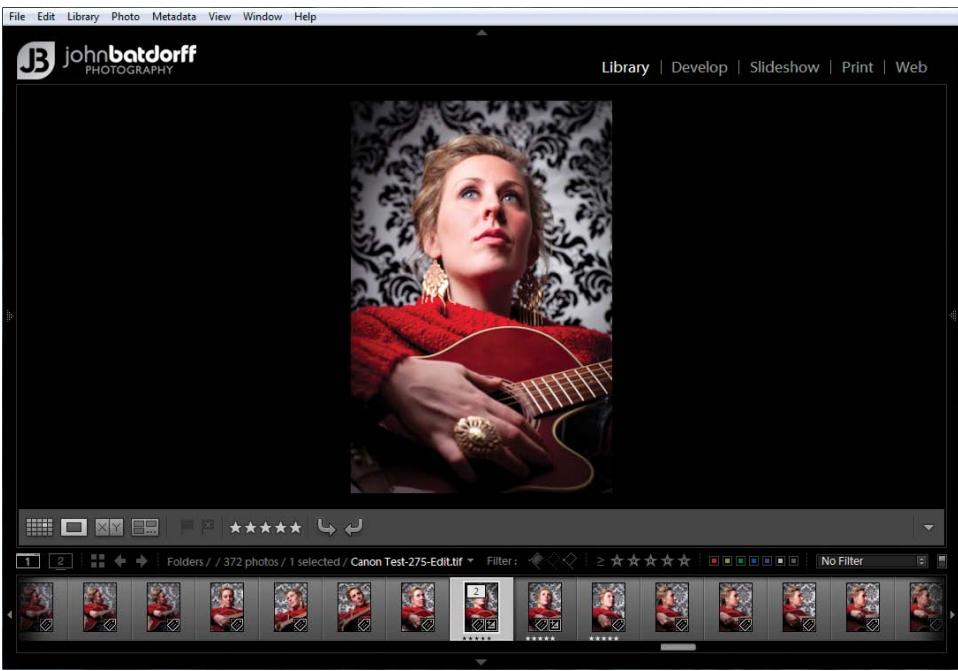 File Edit Library Photo Metadata View Window Help
JB johnbatdorff
PHOTOGRAPHY
Library | Develop | Slideshow | Print | Web
XY
1 2 Folders / / 372 photos / 1 selected / Canon Test-275-Edit.tif Filter: ≥ No Filter
2